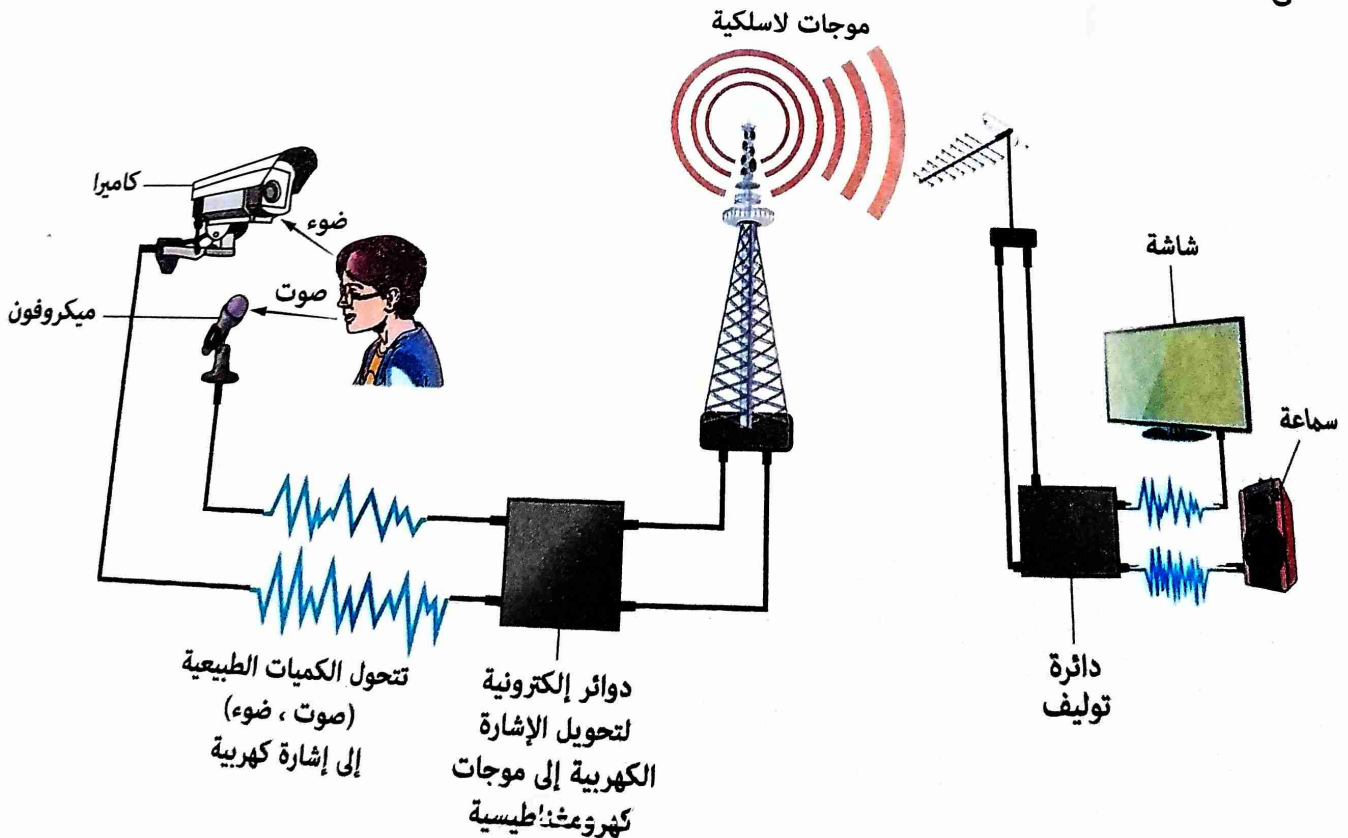 موجات لاسلكية
كاميرا
ضوء
صوت
ميكروفون
شاشة
سماعة
تتحول الكميات الطبيعية
(صوت ، ضوء)
إلى إشارة كهربية
دوائر إلكترونية
لتحويل الإشارة
الكهربية إلى موجات
كهرومغناطيسية
دائرة
توليف